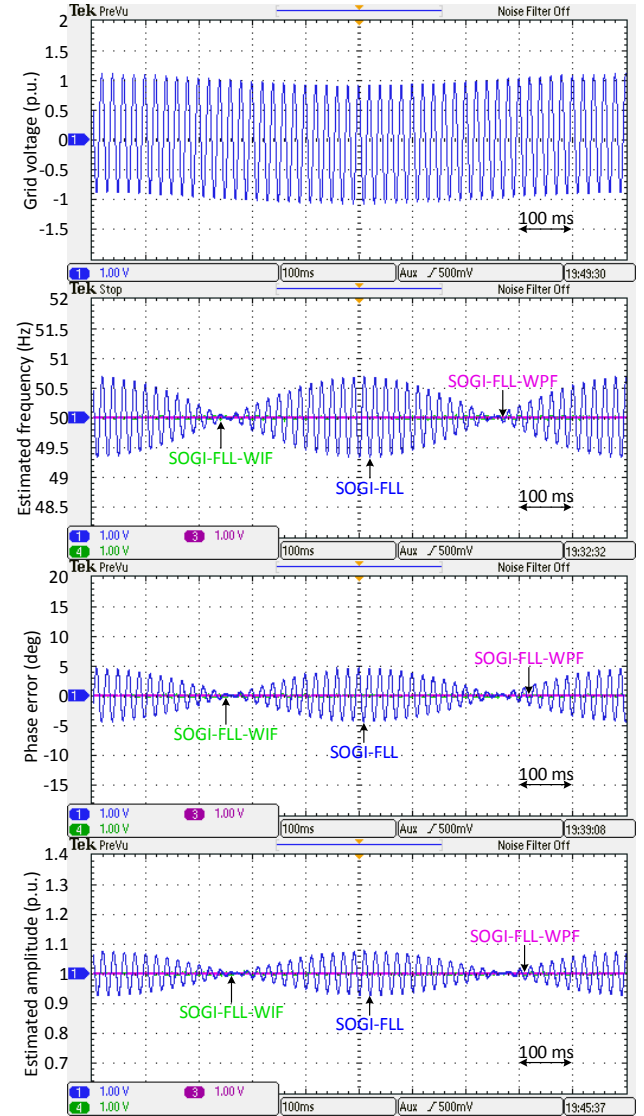 Tek PreVu Noise Filter Off
Grid voltage (p.u.)
2
1.5
1
0.5
0
-0.5
-1
-1.5
1
100 ms
1 1.00 V 100ms Aux 500mV 19:49:30
Tek Stop Noise Filter Off
Estimated frequency (Hz)
52
51.5
51
50.5
50
49.5
49
48.5
1
SOGI-FLL-WPF
SOGI-FLL-WIF
SOGI-FLL
100 ms
1 1.00 V 3 1.00 V
4 1.00 V 100ms Aux 500mV 19:32:32
Tek PreVu Noise Filter Off
Phase error (deg)
20
15
10
5
0
-5
-10
-15
1
SOGI-FLL-WPF
SOGI-FLL-WIF
SOGI-FLL
100 ms
1 1.00 V 3 1.00 V
4 1.00 V 100ms Aux 500mV 19:39:08
Tek PreVu Noise Filter Off
Estimated amplitude (p.u.)
1.4
1.3
1.2
1.1
1
0.9
0.8
0.7
1
SOGI-FLL-WPF
SOGI-FLL-WIF
SOGI-FLL
100 ms
1 1.00 V 3 1.00 V
4 1.00 V 100ms Aux 500mV 19:45:37